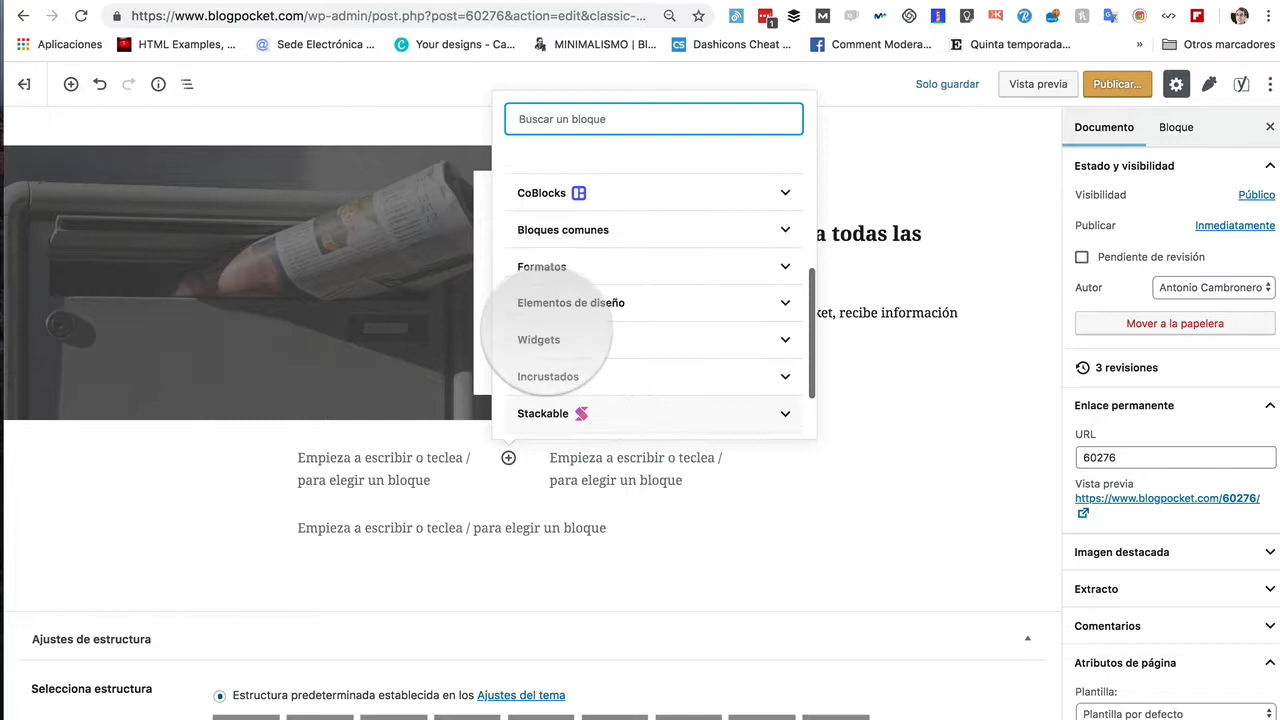 https://www.blogpocket.com/wp-admin/post.php?post=60276&action=edit&classic-...
1
Aplicaciones
HTML Examples, ...
Sede Electrónica ...
Your designs - Ca...
MINIMALISMO | Bl...
CS
Dashicons Cheat ...
Comment Modera...
Quinta temporada...
»
Otros marcadores
Solo guardar
Vista previa
Publicar...
Buscar un bloque
CoBlocks
Bloques comunes
Formatos
Elementos de diseño
Widgets
Incrustados
Stackable
a todas las
ket, recibe información
Empieza a escribir o teclea /
para elegir un bloque
Empieza a escribir o teclea /
para elegir un bloque
Empieza a escribir o teclea / para elegir un bloque
Ajustes de estructura
Selecciona estructura
Estructura predeterminada establecida en los Ajustes del tema
Documento
Bloque
Estado y visibilidad
Visibilidad
Público
Publicar
Inmediatamente
Pendiente de revisión
Autor
Antonio Cambronero
Mover a la papelera
3 revisiones
Enlace permanente
URL
60276
Vista previa
https://www.blogpocket.com/60276/
Imagen destacada
Extracto
Comentarios
Atributos de página
Plantilla:
Plantilla por defecto